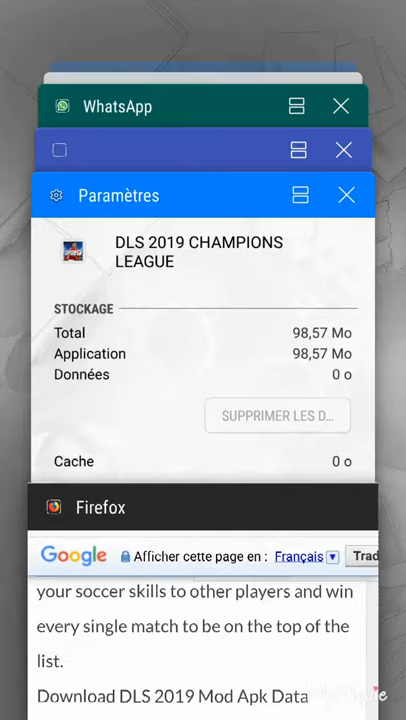 WhatsApp
Paramètres
DLS 2019 CHAMPIONS
LEAGUE
STOCKAGE
Total 98,57 Mo
Application 98,57 Mo
Données 0 o
SUPPRIMER LES D...
Cache 0 o
Firefox
Google Afficher cette page en : Français Trad
your soccer skills to other players and win
every single match to be on the top of the
list.
Download DLS 2019 Mod Apk Data